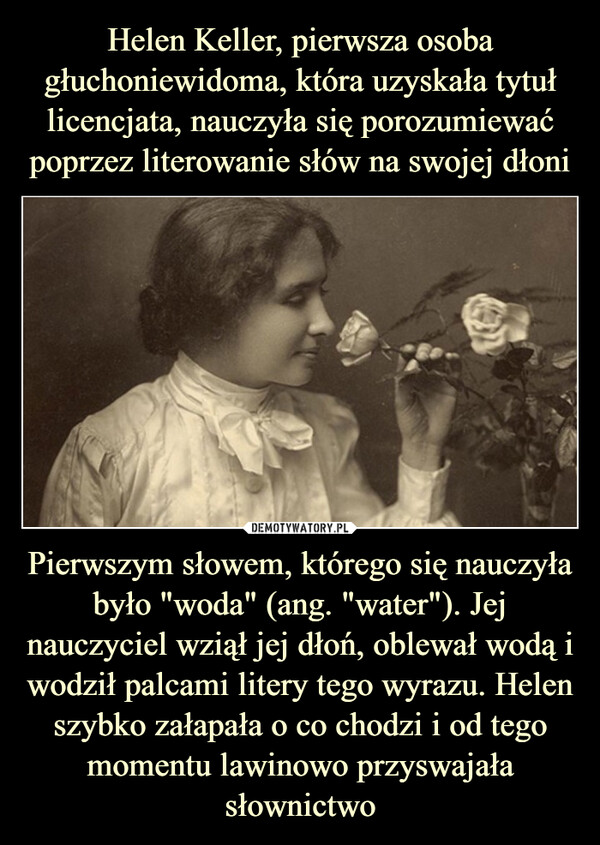 Helen Keller, pierwsza osoba
głuchoniewidoma, która uzyskała tytuł
licencjata, nauczyła się porozumiewać
poprzez literowanie słów na swojej dłoni
DEMOTYWATORY.PL
Pierwszym słowem, którego się nauczyła
było "woda" (ang. "water"). Jej
nauczyciel wziął jej dłoń, oblewał wodą i
wodził palcami litery tego wyrazu. Helen
szybko załapała o co chodzi i od tego
momentu lawinowo przyswajała
słownictwo